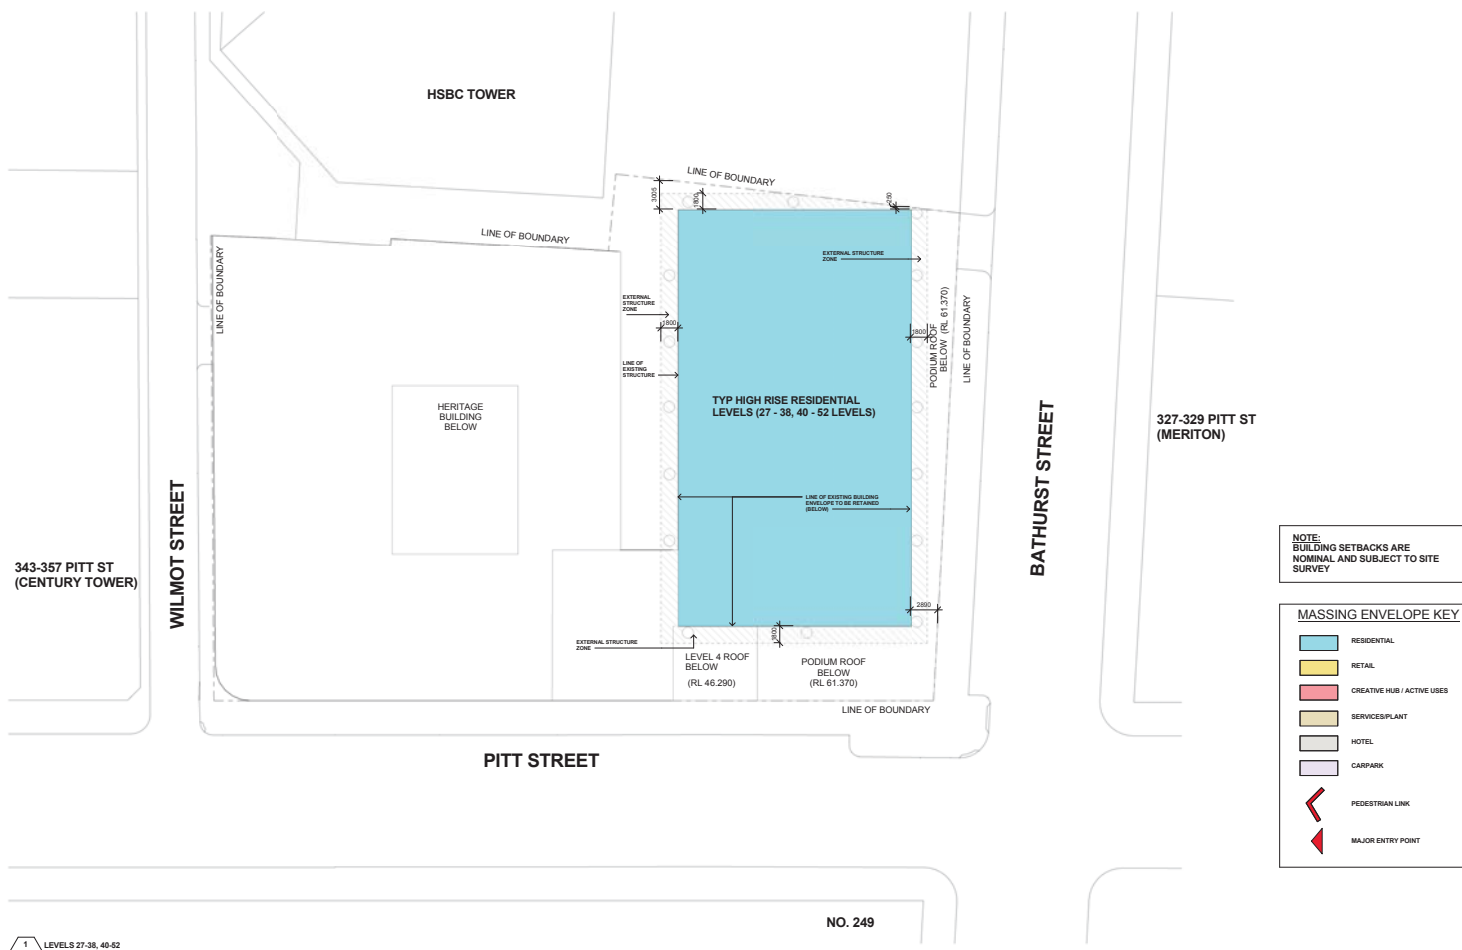 HSBC TOWER
LINE OF BOUNDARY
3005
1800
250
LINE OF BOUNDARY
LINE OF BOUNDARY
EXTERNAL STRUCTURE
ZONE
EXTERNAL
STRUCTURE
ZONE
1800
1800
PODIUM ROOF
BELOW (RL 61.370)
LINE OF BOUNDARY
LINE OF
EXISTING
STRUCTURE
HERITAGE
BUILDING
BELOW
TYP HIGH RISE RESIDENTIAL
LEVELS (27 - 38, 40 - 52 LEVELS)
327-329 PITT ST
(MERITON)
WILMOT STREET
BATHURST STREET
LINE OF EXISTING BUILDING
ENVELOPE TO BE RETAINED
(BELOW)
343-357 PITT ST
(CENTURY TOWER)
2890
1800
EXTERNAL STRUCTURE
ZONE
LEVEL 4 ROOF
BELOW
(RL 46.290)
PODIUM ROOF
BELOW
(RL 61.370)
LINE OF BOUNDARY
PITT STREET
NOTE:
BUILDING SETBACKS ARE
NOMINAL AND SUBJECT TO SITE
SURVEY
MASSING ENVELOPE KEY
RESIDENTIAL
RETAIL
CREATIVE HUB / ACTIVE USES
SERVICES/PLANT
HOTEL
CARPARK
PEDESTRIAN LINK
MAJOR ENTRY POINT
NO. 249
1 LEVELS 27-38, 40-52